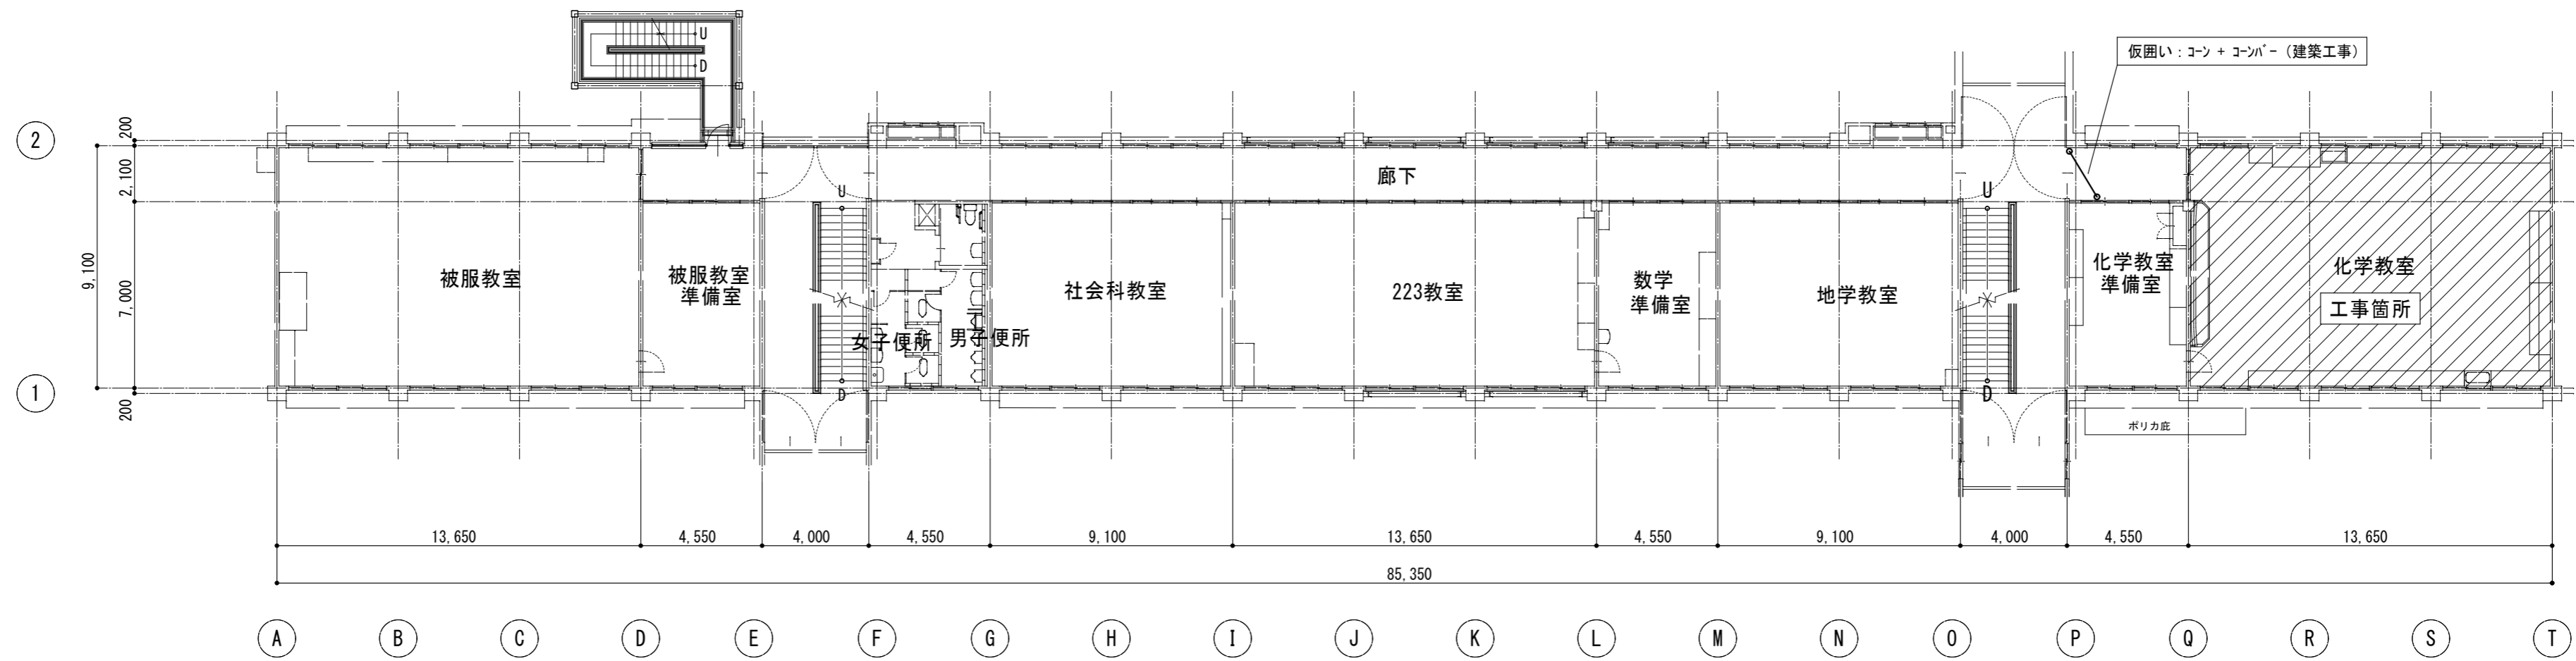 U
D
仮囲い：コーン + コーンバー（建築工事）
2
1
200
2,100
7,000
200
9,100
廊下
U
D
U
D
被服教室
被服教室
準備室
女子便所
男子便所
社会科教室
223教室
数学
準備室
地学教室
化学教室
準備室
化学教室
工事箇所
ポリカ庇
13,650
4,550
4,000
4,550
9,100
13,650
4,550
9,100
4,000
4,550
13,650
85,350
A B C D E F G H I J K L M N O P Q R S T